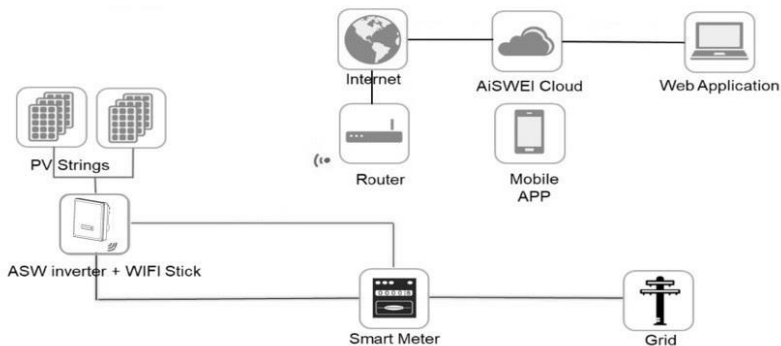 Internet
AiSWEI Cloud
Web Application
PV Strings
Router
Mobile
APP
ASW inverter + WIFI Stick
Smart Meter
Grid